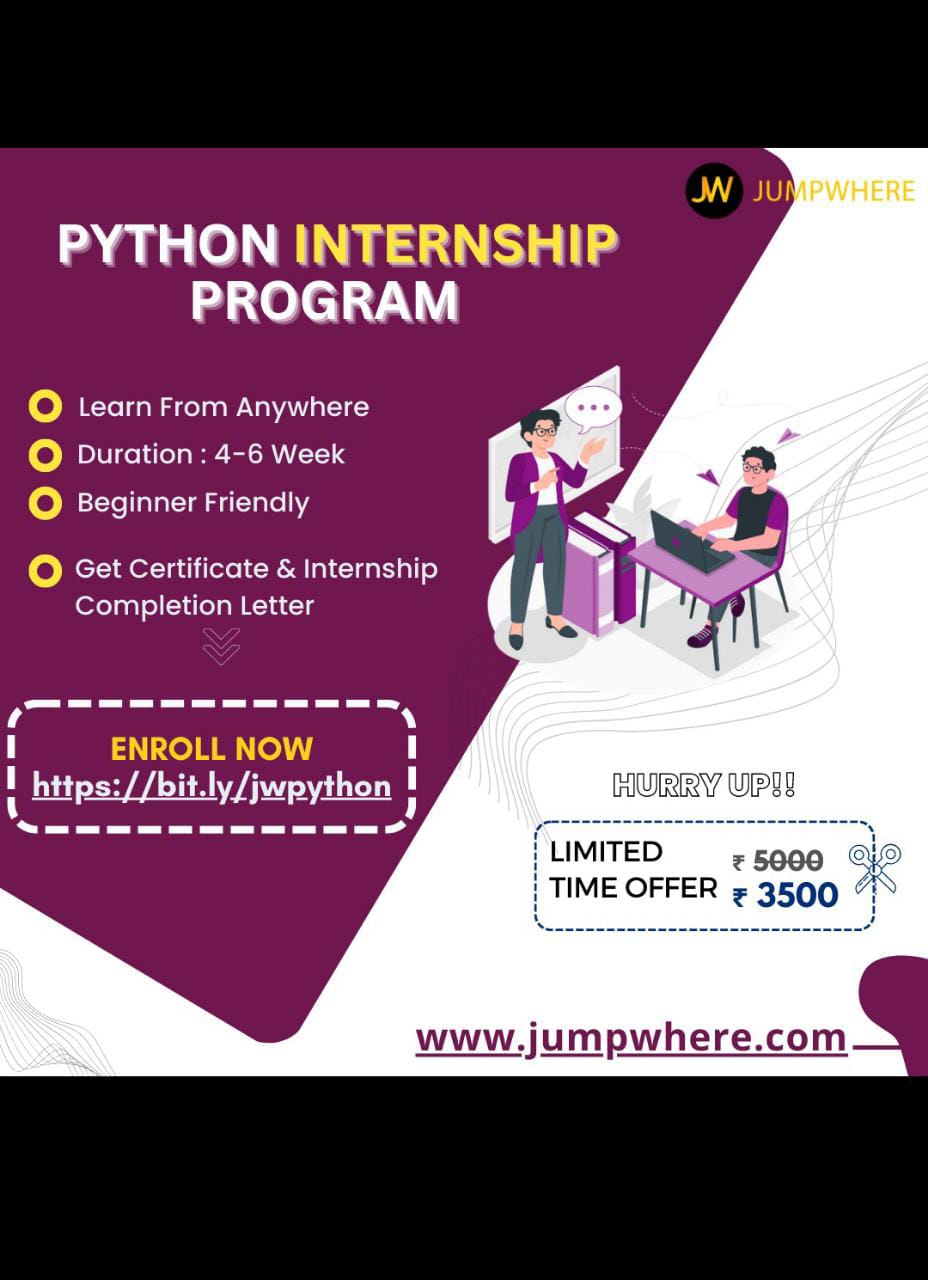 JW JUMPWHERE
PYTHON INTERNSHIP
PROGRAM
Learn From Anywhere
Duration : 4-6 Week
Beginner Friendly
Get Certificate & Internship
Completion Letter
ENROLL NOW
https://bit.ly/jwpython
HURRY UP!!
LIMITED
TIME OFFER
₹ 5000
₹ 3500
www.jumpwhere.com